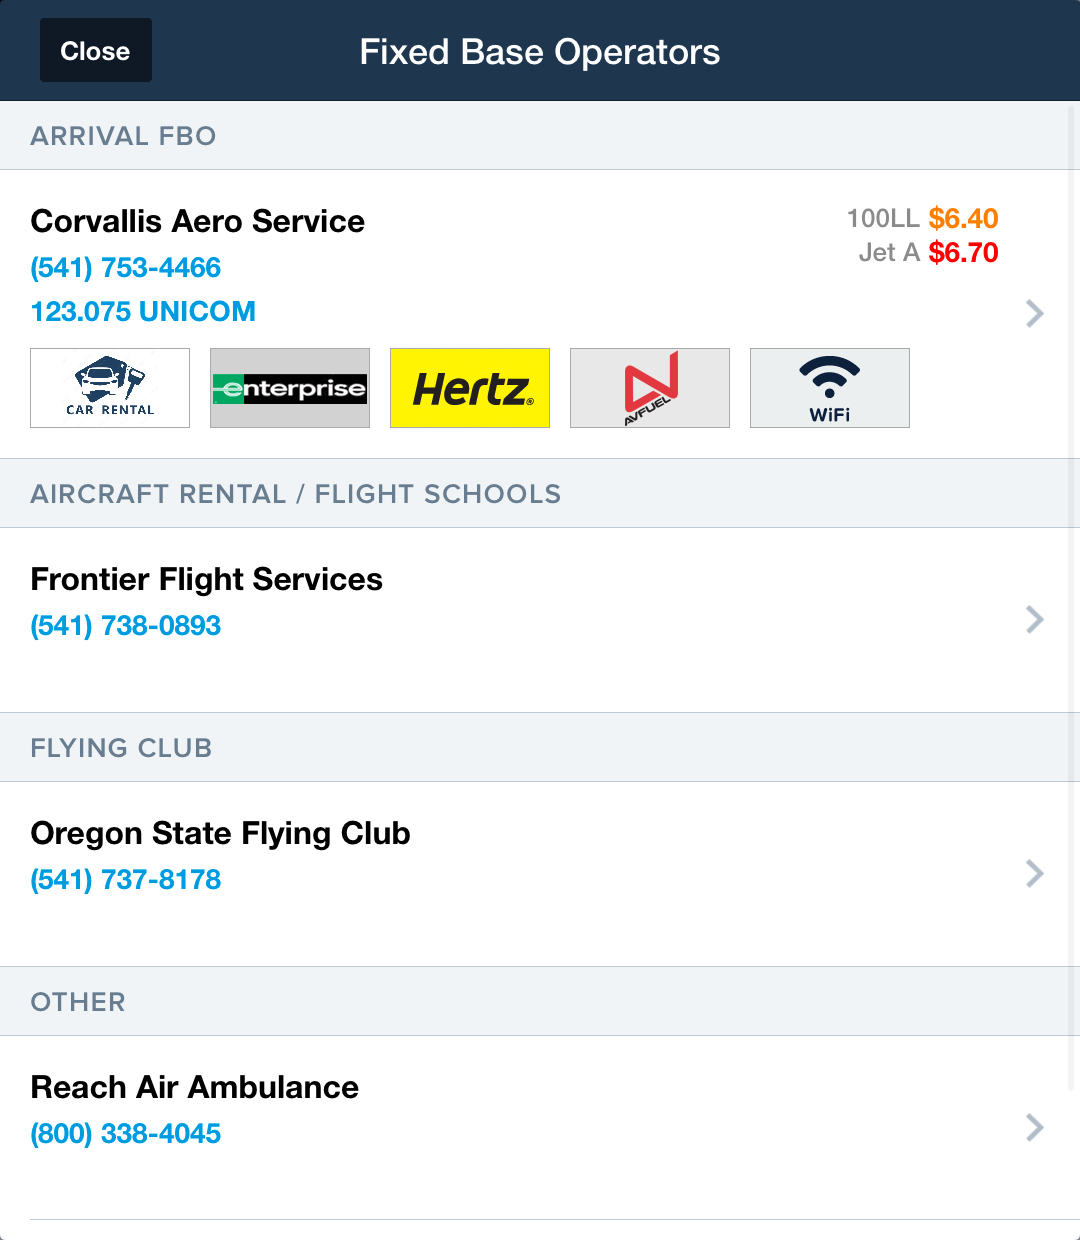 Close
Fixed Base Operators
ARRIVAL FBO
Corvallis Aero Service
100LL $6.40
(541) 753-4466
Jet A $6.70
123.075 UNICOM
CAR RENTAL
enterprise
Hertz®
AVFUEL
WiFi
AIRCRAFT RENTAL / FLIGHT SCHOOLS
Frontier Flight Services
(541) 738-0893
FLYING CLUB
Oregon State Flying Club
(541) 737-8178
OTHER
Reach Air Ambulance
(800) 338-4045